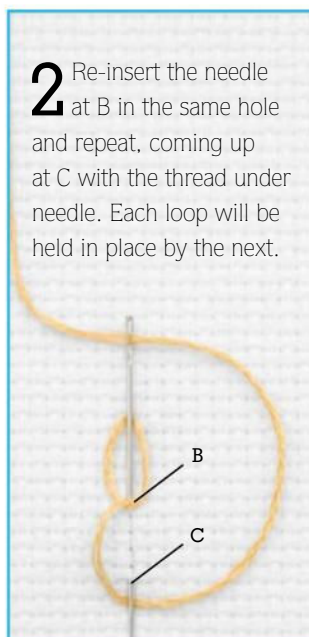 2 Re-insert the needle
at B in the same hole
and repeat, coming up
at C with the thread under
needle. Each loop will be
held in place by the next.
B
C